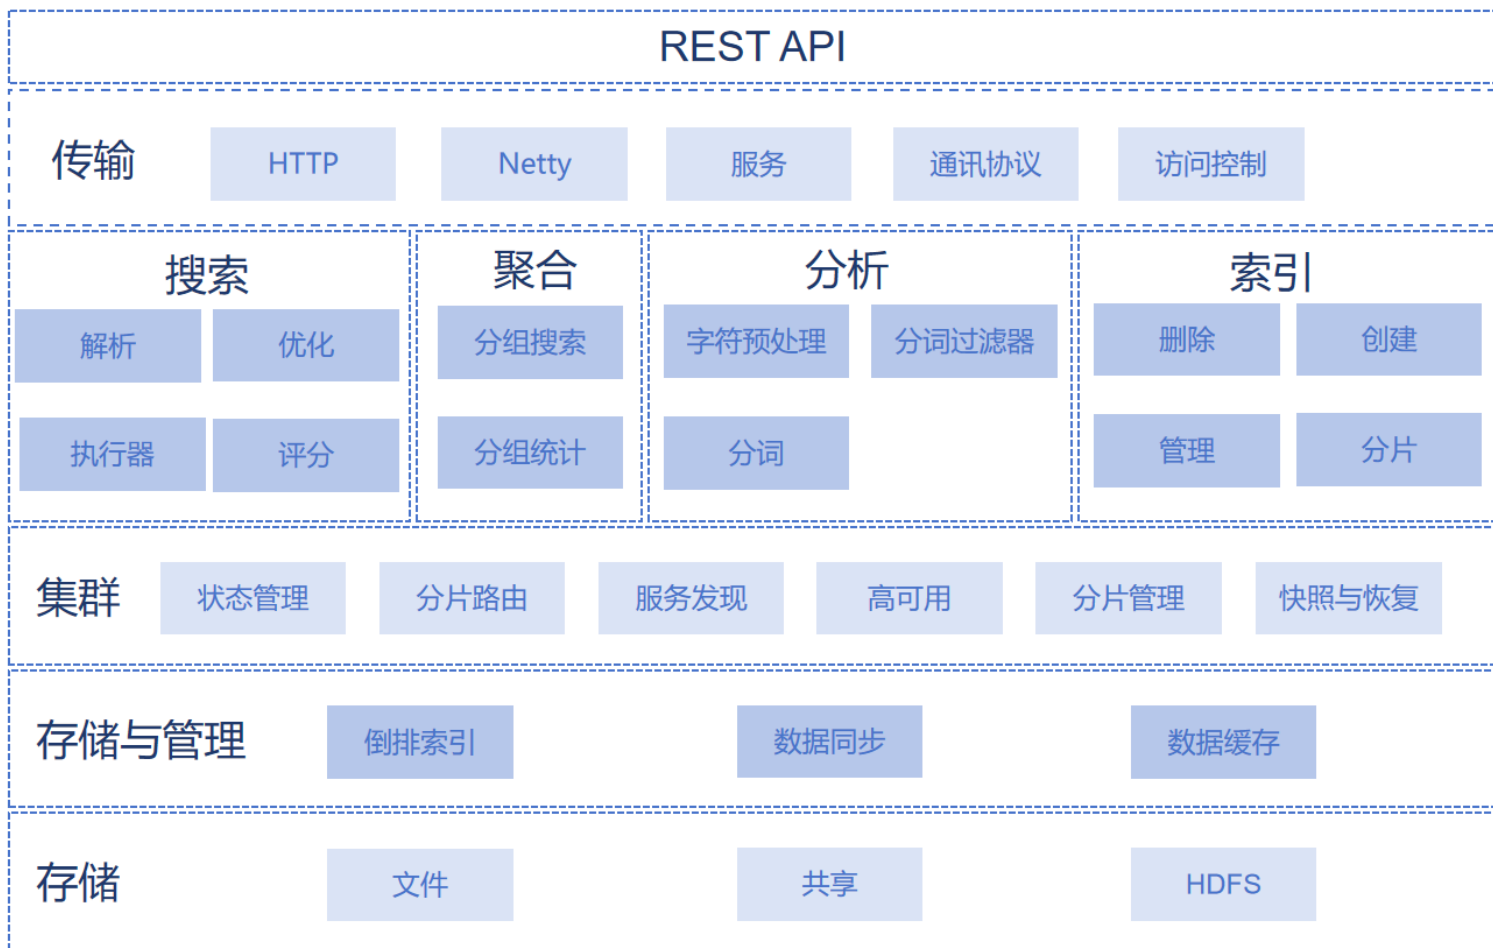 REST API
传输
HTTP
Netty
服务
通讯协议
访问控制
搜索
解析
优化
执行器
评分
聚合
分组搜索
分组统计
分析
字符预处理
分词过滤器
分词
索引
删除
创建
管理
分片
集群
状态管理
分片路由
服务发现
高可用
分片管理
快照与恢复
存储与管理
倒排索引
数据同步
数据缓存
存储
文件
共享
HDFS